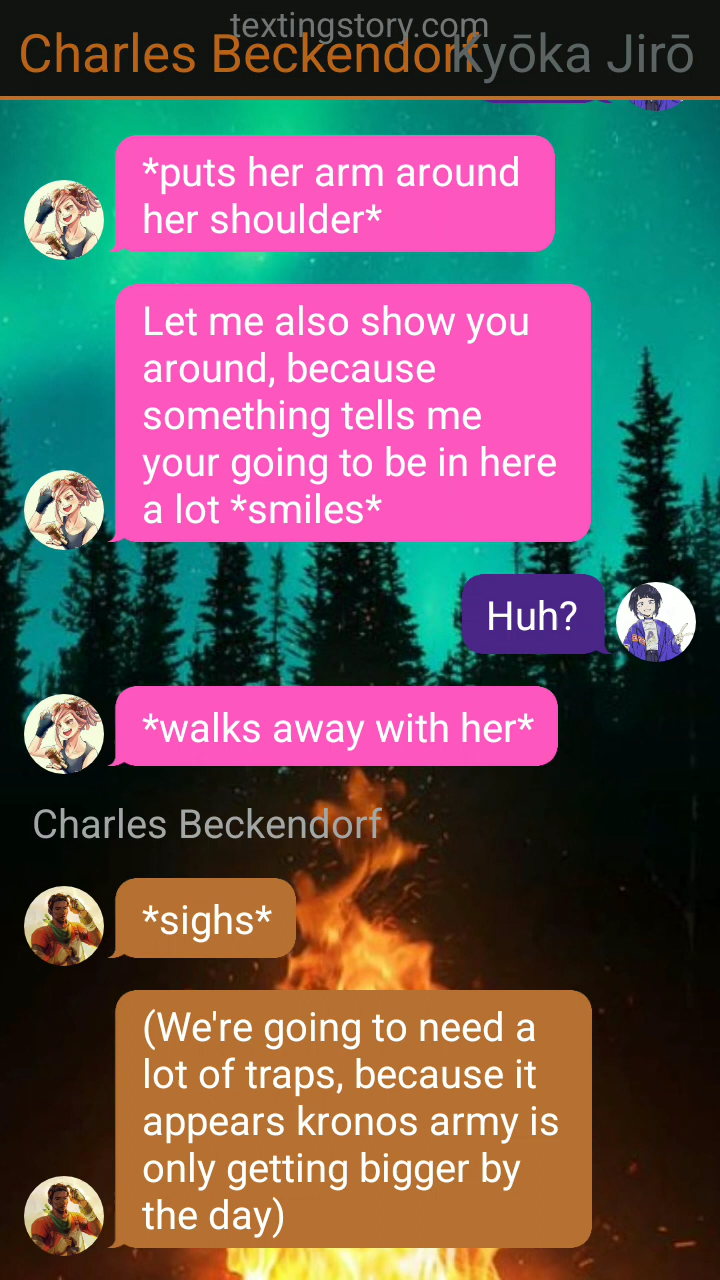 textingstory.com
Charles Beckendorf Kyōka Jirō
*puts her arm around
her shoulder*
Let me also show you
around, because
something tells me
your going to be in here
a lot *smiles*
Huh?
*walks away with her*
Charles Beckendorf
*sighs*
(We're going to need a
lot of traps, because it
appears kronos army is
only getting bigger by
the day)